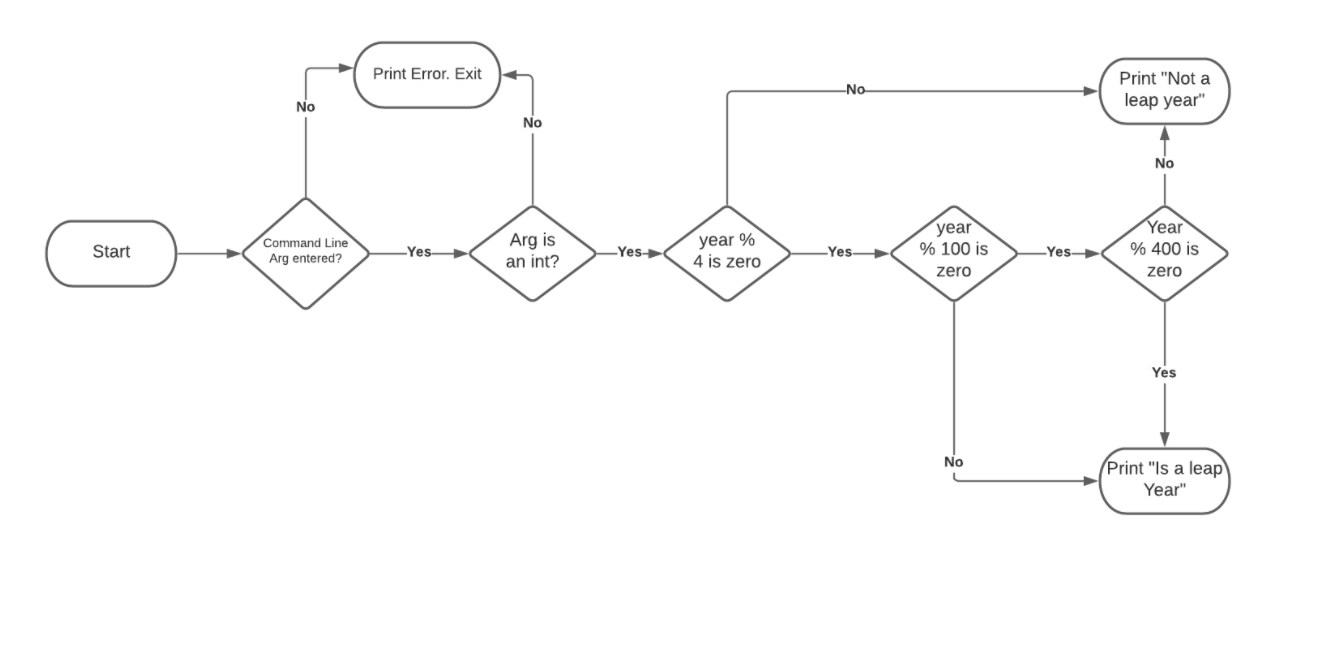 Print Error. Exit
No
No
No
Print "Not a
leap year"
No
Start
Command Line
Arg entered?
Yes
Arg is
an int?
Yes
year %
4 is zero
Yes
year
% 100 is
zero
Yes
Year
% 400 is
zero
Yes
No
Print "Is a leap
Year"